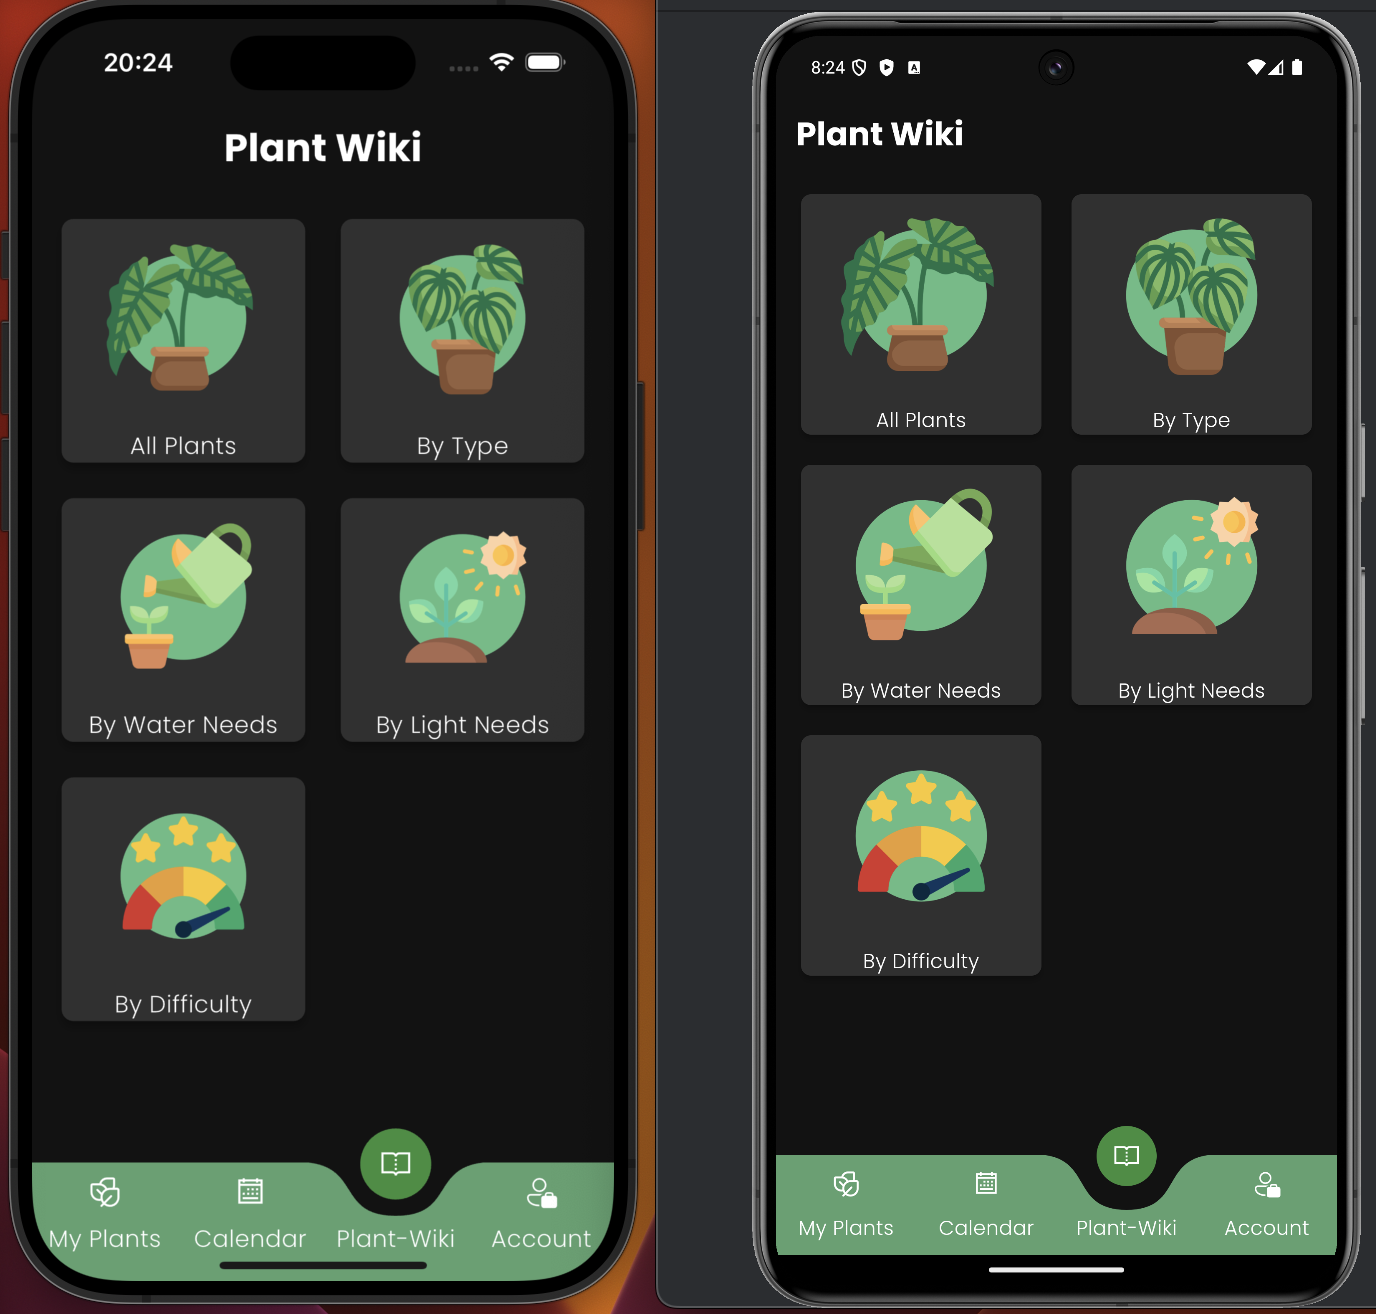 20:24
Plant Wiki
All Plants
By Type
By Water Needs
By Light Needs
By Difficulty
My Plants
Calendar
Plant-Wiki
Account
8:24
A
Plant Wiki
All Plants
By Type
By Water Needs
By Light Needs
By Difficulty
My Plants
Calendar
Plant-Wiki
Account